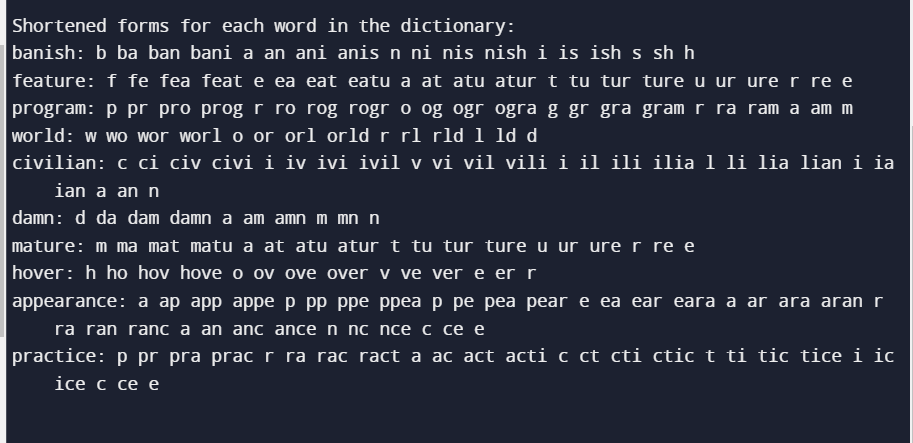 Shortened forms for each word in the dictionary:
banish: b ba ban bani a an ani anis n ni nis nish i is ish s sh h
feature: f fe fea feat e ea eat eatu a at atu atur t tu tur ture u ur ure r re e
program: p pr pro prog r ro rog rogr o og ogr ogra g gr gra gram r ra ram a am m
world: w wo wor worl o or orl orld r rl rld l ld d
civilian: c ci civ civi i iv ivi ivil v vi vil vili i il ili ilia l li lia lian i ia
ian a an n
damn: d da dam damn a am amn m mn n
mature: m ma mat matu a at atu atur t tu tur ture u ur ure r re e
hover: h ho hov hove o ov ove over v ve ver e er r
appearance: a ap app appe p pp ppe ppea p pe pea pear e ea ear eara a ar ara aran r
ra ran ranc a an anc ance n nc nce c ce e
practice: p pr pra prac r ra rac ract a ac act acti c ct cti ctic t ti tic tice i ic
ice c ce e